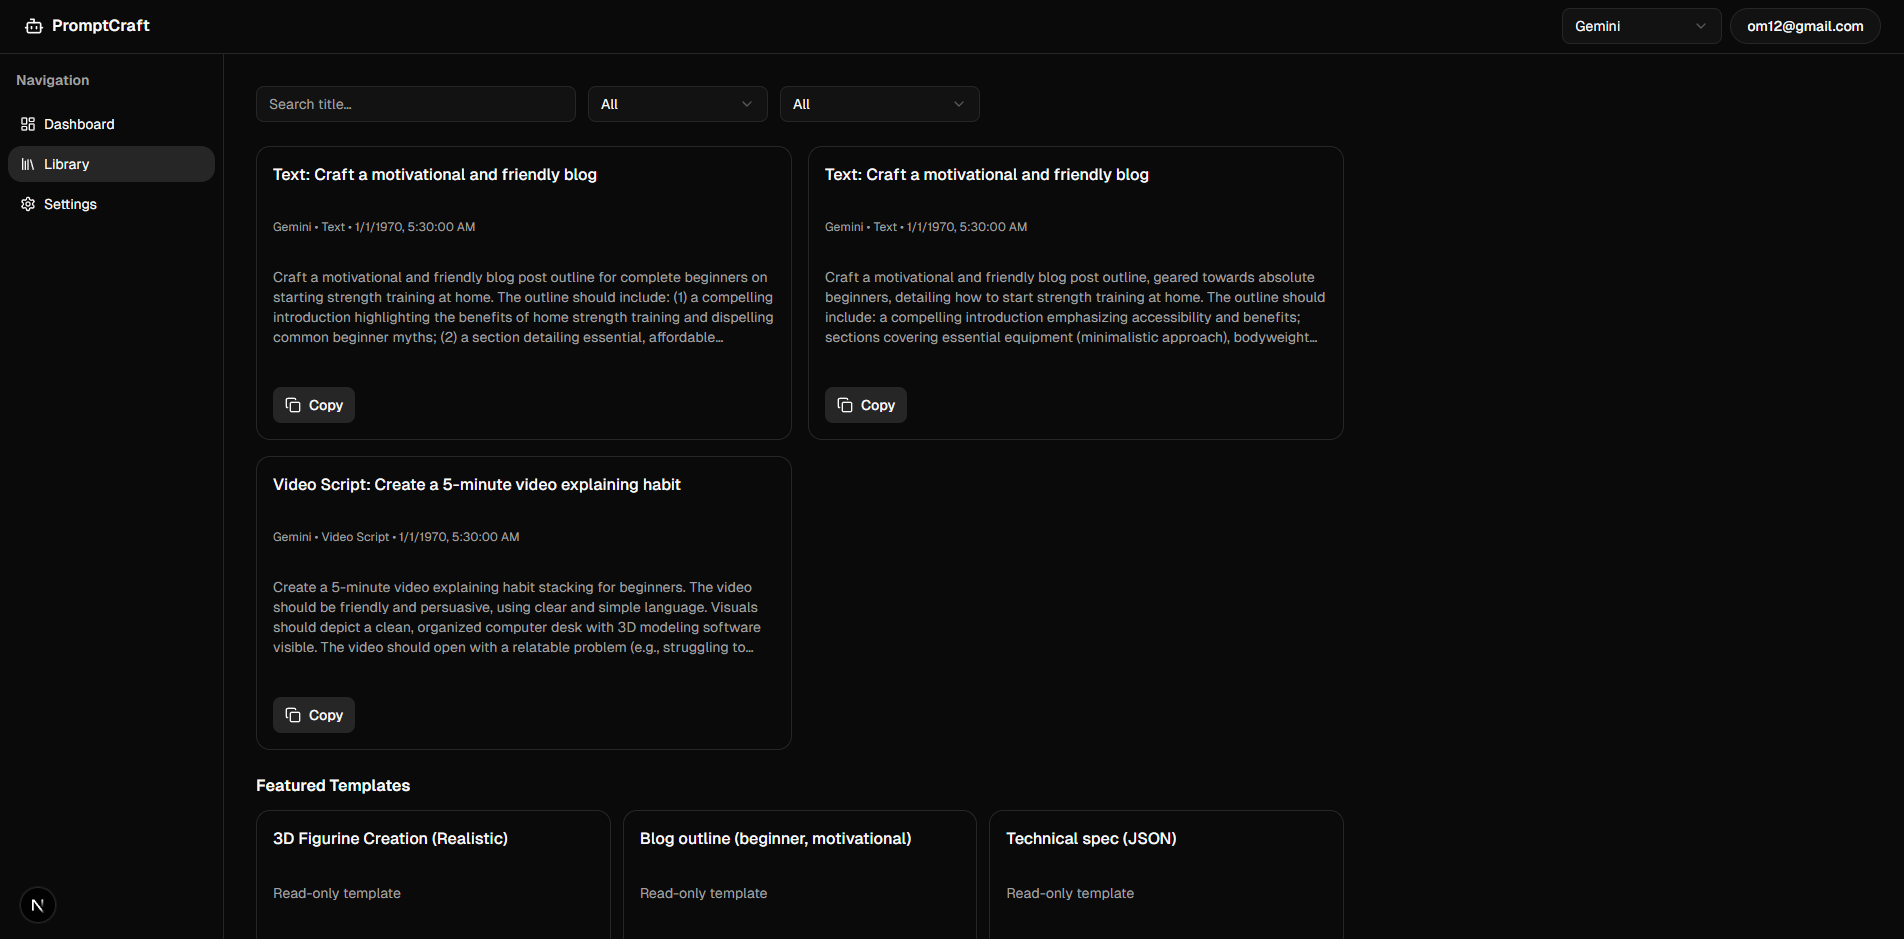 PromptCraft
Gemini
om12@gmail.com
Navigation
Dashboard
Library
Settings
Search title...
All
All
Text: Craft a motivational and friendly blog
Gemini • Text • 1/1/1970, 5:30:00 AM
Craft a motivational and friendly blog post outline for complete beginners on
starting strength training at home. The outline should include: (1) a compelling
introduction highlighting the benefits of home strength training and dispelling
common beginner myths; (2) a section detailing essential, affordable...
Copy
Text: Craft a motivational and friendly blog
Gemini • Text • 1/1/1970, 5:30:00 AM
Craft a motivational and friendly blog post outline, geared towards absolute
beginners, detailing how to start strength training at home. The outline should
include: a compelling introduction emphasizing accessibility and benefits;
sections covering essential equipment (minimalistic approach), bodyweight...
Copy
Video Script: Create a 5-minute video explaining habit
Gemini • Video Script • 1/1/1970, 5:30:00 AM
Create a 5-minute video explaining habit stacking for beginners. The video
should be friendly and persuasive, using clear and simple language. Visuals
should depict a clean, organized computer desk with 3D modeling software
visible. The video should open with a relatable problem (e.g., struggling to...
Copy
Featured Templates
3D Figurine Creation (Realistic)
Read-only template
Blog outline (beginner, motivational)
Read-only template
Technical spec (JSON)
Read-only template
N